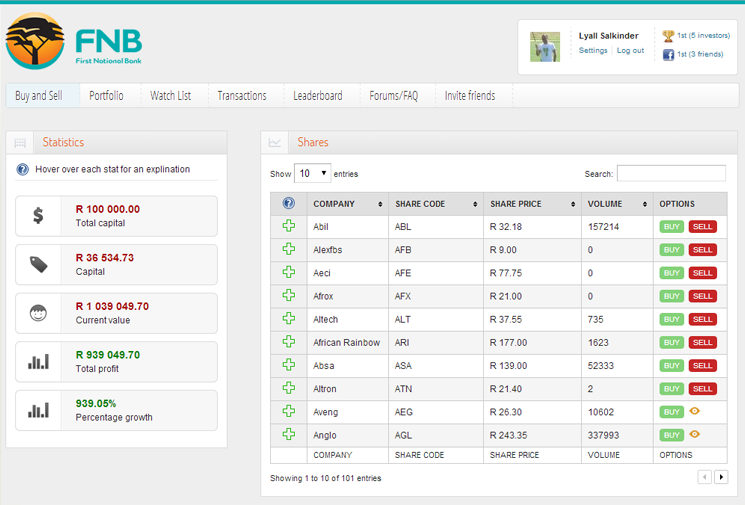 FNB
First National Bank
Lyall Salkinder
Settings Log out
1st (5 investors)
1st (3 friends)
Buy and Sell Portfolio Watch LIst Transactions Leaderboard Forums/FAQ Invite friends
Statistics
Hover over each stat for an explination
R 100 000.00
Total capital
R 36 534.73
Capital
R 1 039 049.70
Current value
R 939 049.70
Total profit
939.05%
Percentage growth
Shares
Show 10 entries Search:
COMPANY SHARE CODE SHARE PRICE VOLUME OPTIONS
Abil ABL R 32.18 157214 BUY SELL
Alexfbs AFB R 9.00 0 BUY SELL
Aeci AFE R 77.75 0 BUY SELL
Afrox AFX R 21.00 0 BUY SELL
Altech ALT R 37.55 735 BUY SELL
African Rainbow ARI R 177.00 1623 BUY SELL
Absa ASA R 139.00 52333 BUY SELL
Altron ATN R 21.40 2 BUY SELL
Aveng AEG R 26.30 10602 BUY
Anglo AGL R 243.35 337993 BUY
COMPANY SHARE CODE SHARE PRICE VOLUME OPTIONS
Showing 1 to 10 of 101 entries